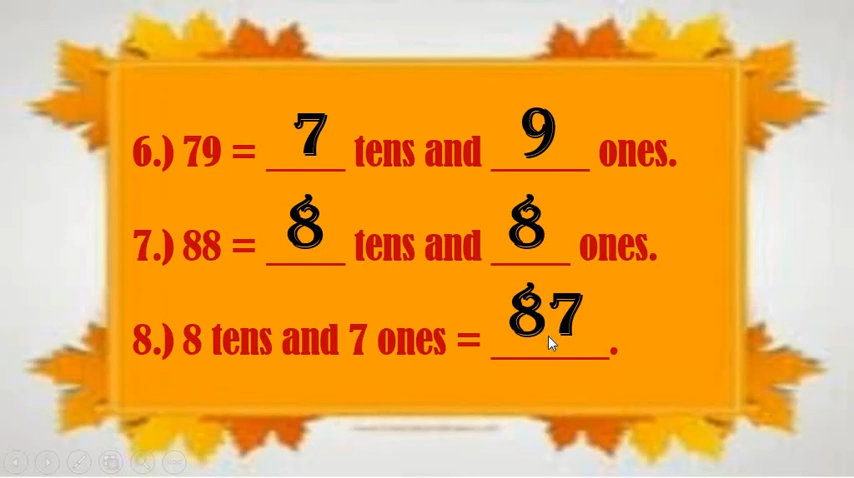 6.) 79 = 7 tens and 9 ones.
7.) 88 = 8 tens and 8 ones.
8.) 8 tens and 7 ones = 87.